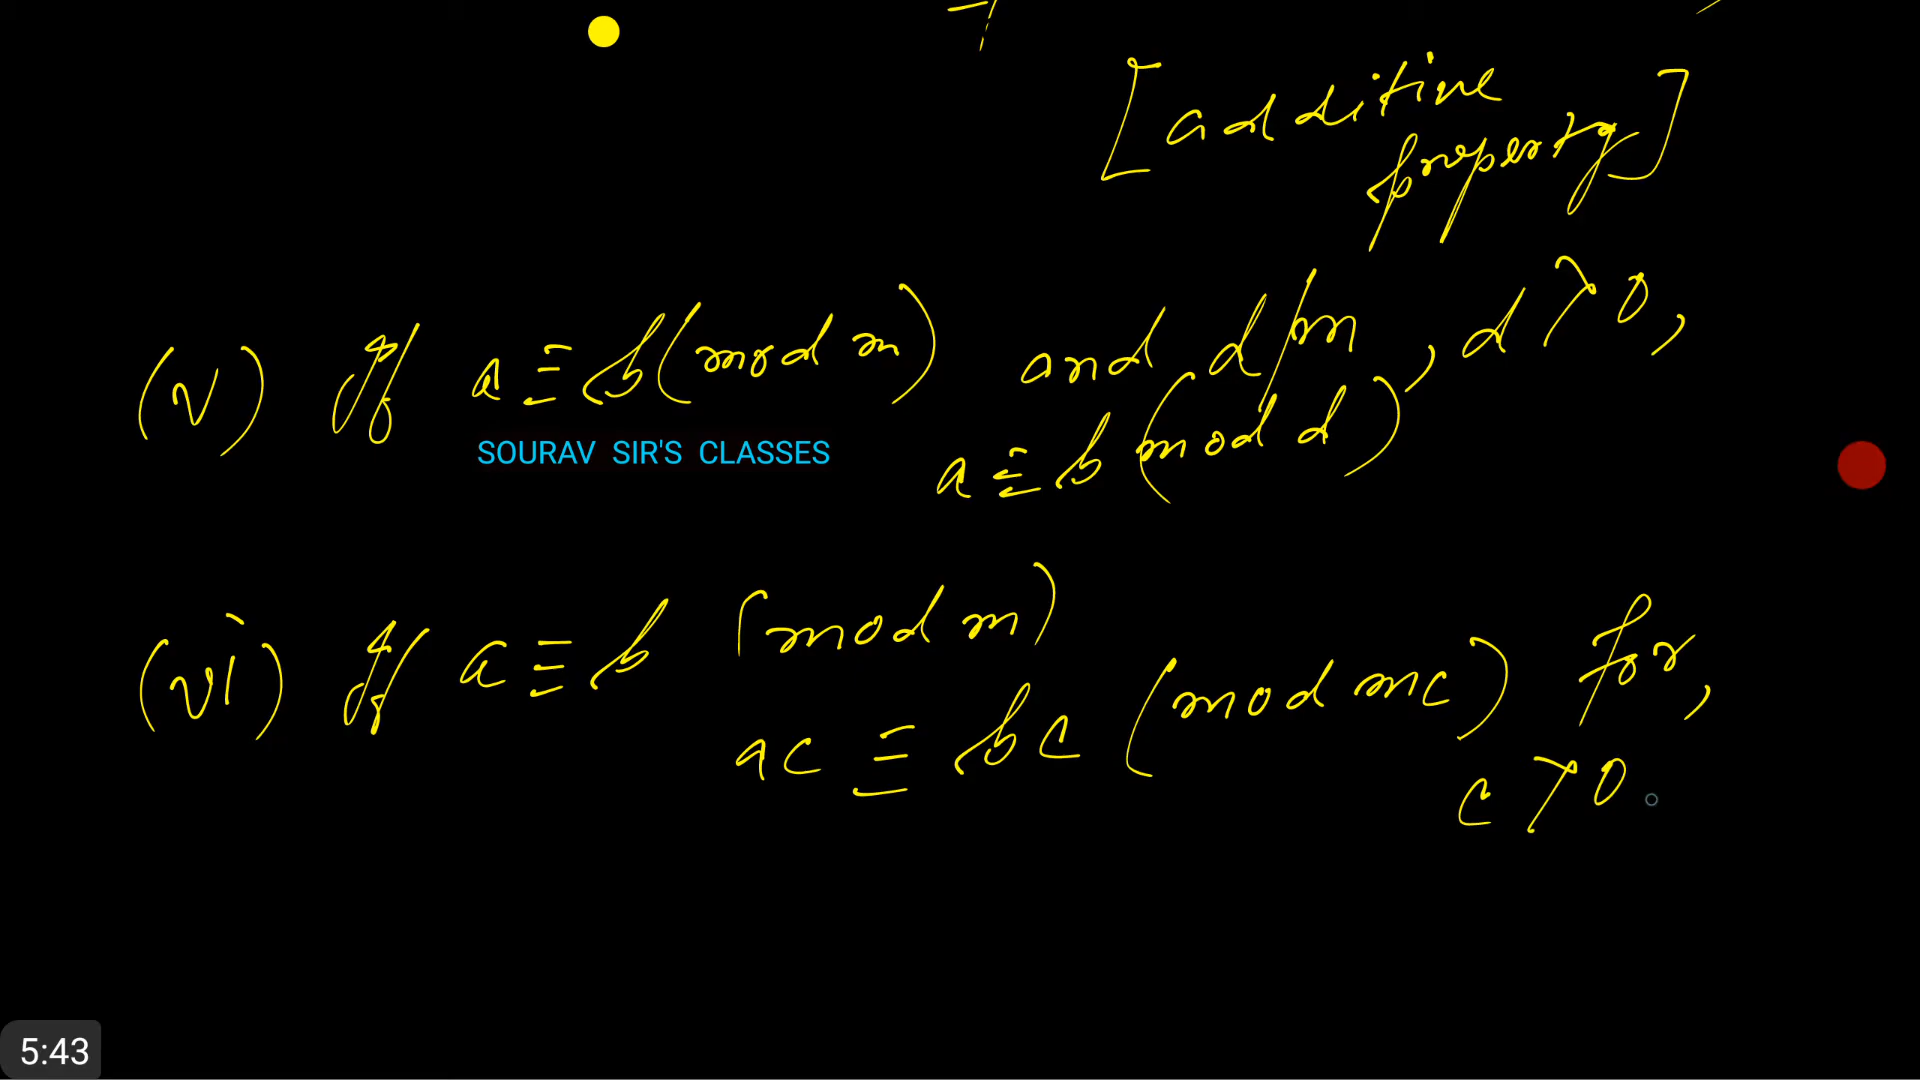 [additive
property]
(v) If a ≡ b (mod m) and d/m, d > 0,
SOURAV SIR'S CLASSES
a ≡ b (mod d)
(vi) If a ≡ b (mod m)
ac ≡ bc (mod mc) for,
c > 0.
5:43